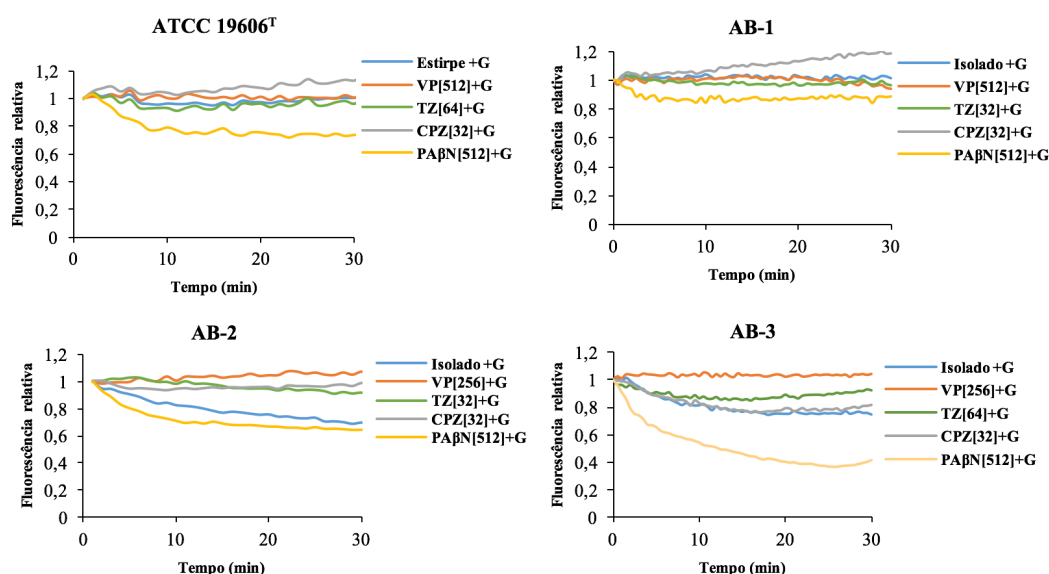 ATCC 19606ᵀ
Fluorescência relativa
1,2
1
0,8
0,6
0,4
0,2
0
0 10 20 30
Tempo (min)
Estirpe +G
VP[512]+G
TZ[64]+G
CPZ[32]+G
PAβN[512]+G
AB-1
Fluorescência relativa
1,2
1
0,8
0,6
0,4
0,2
0
0 10 20 30
Tempo (min)
Isolado +G
VP[512]+G
TZ[32]+G
CPZ[32]+G
PAβN[512]+G
AB-2
Fluorescência relativa
1,2
1
0,8
0,6
0,4
0,2
0
0 10 20 30
Tempo (min)
Isolado +G
VP[256]+G
TZ[32]+G
CPZ[32]+G
PAβN[512]+G
AB-3
Fluorescência relativa
1,2
1
0,8
0,6
0,4
0,2
0
0 10 20 30
Tempo (min)
Isolado +G
VP[256]+G
TZ[64]+G
CPZ[32]+G
PAβN[512]+G